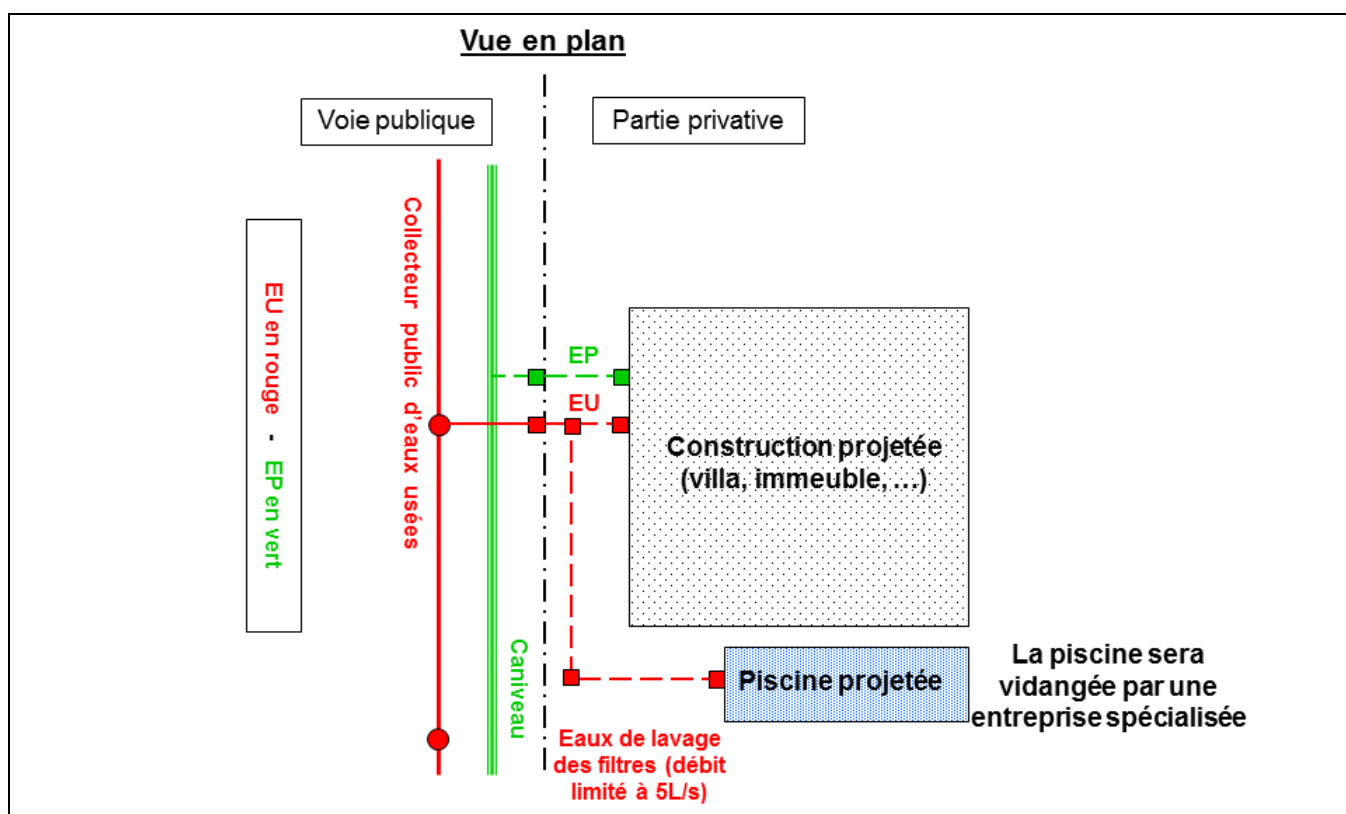 Vue en plan
Voie publique
Partie privative
EU en rouge - EP en vert
Collecteur public d'eaux usées
Caniveau
EP
EU
Construction projetée
(villa, immeuble, ...)
Piscine projetée
La piscine sera
vidangée par une
entreprise spécialisée
Eaux de lavage
des filtres (débit
limité à 5L/s)